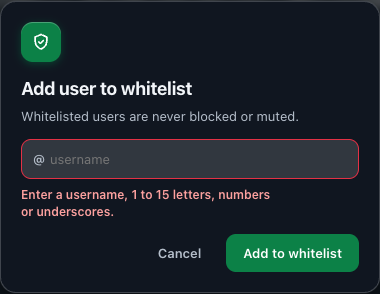 Add user to whitelist
Whitelisted users are never blocked or muted.
@ username
Enter a username, 1 to 15 letters, numbers
or underscores.
Cancel
Add to whitelist